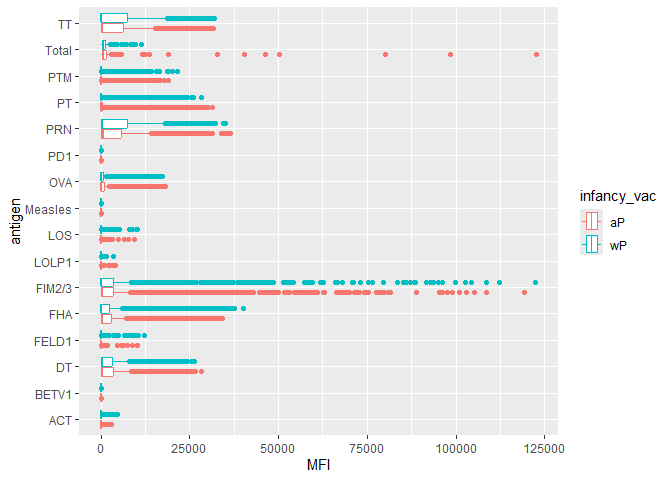 TT
Total
PTM
PT
PRN
PD1
OVA
Measles
LOS
LOLP1
FIM2/3
FHA
FELD1
DT
BETV1
ACT
antigen
0
25000
50000
75000
100000
125000
MFI
infancy_vac
aP
wP